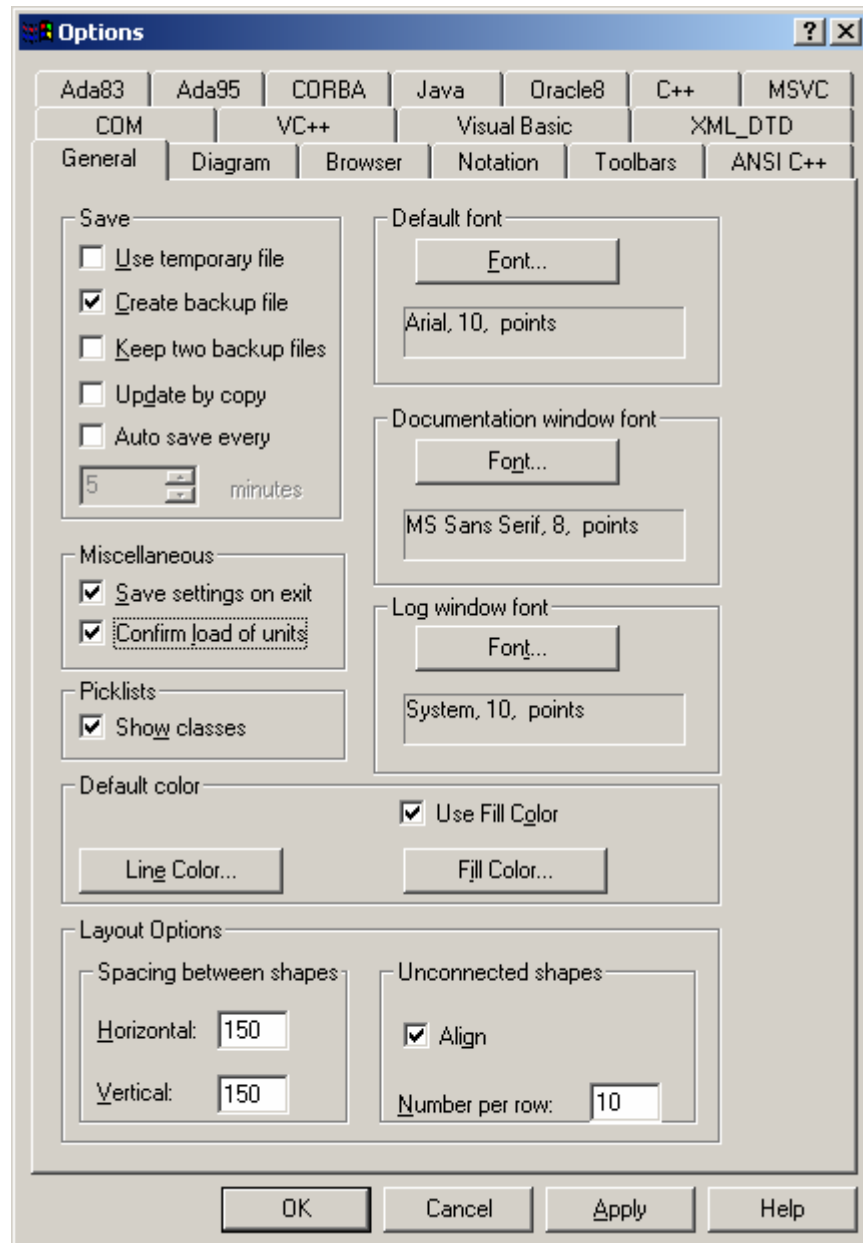 Options
Ada83 Ada95 CORBA Java Oracle8 C++ MSVC
COM VC++ Visual Basic XML_DTD
General Diagram Browser Notation Toolbars ANSI C++
Save
Use temporary file
Create backup file
Keep two backup files
Update by copy
Auto save every
5 minutes
Miscellaneous
Save settings on exit
Confirm load of units
Picklists
Show classes
Default font
Font...
Arial, 10, points
Documentation window font
Font...
MS Sans Serif, 8, points
Log window font
Font...
System, 10, points
Default color
Use Fill Color
Line Color... Fill Color...
Layout Options
Spacing between shapes
Horizontal: 150
Vertical: 150
Unconnected shapes
Align
Number per row: 10
OK Cancel Apply Help